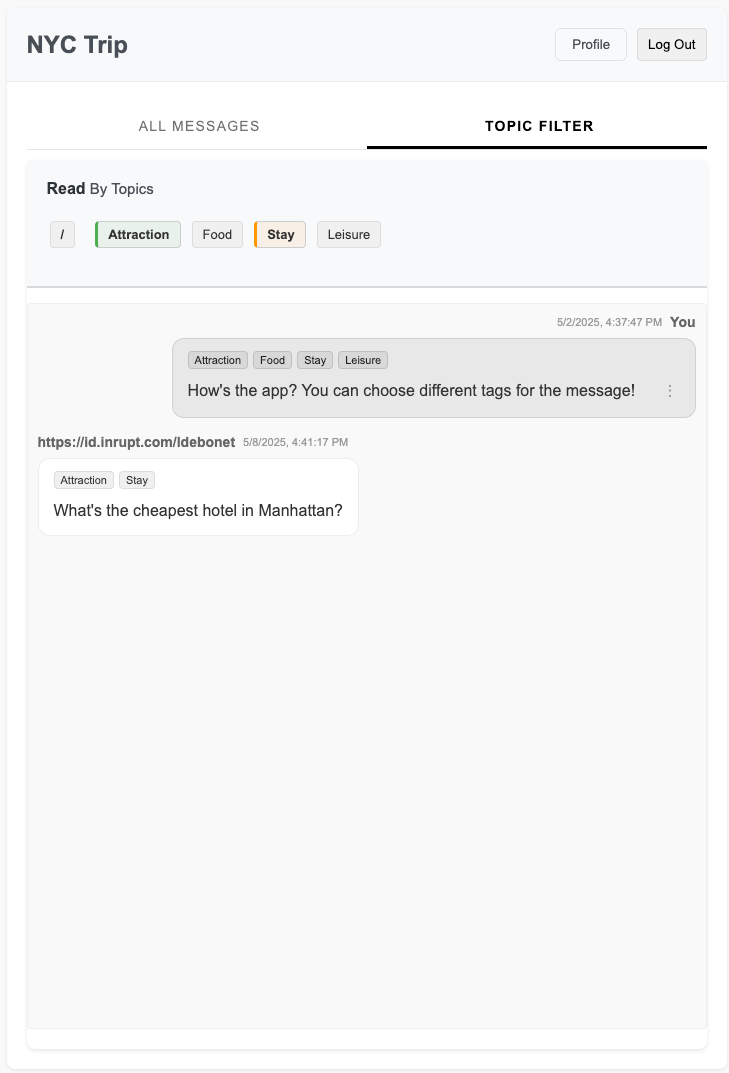 NYC Trip
Profile
Log Out
ALL MESSAGES
TOPIC FILTER
Read By Topics
/
Attraction
Food
Stay
Leisure
5/2/2025, 4:37:47 PM You
Attraction Food Stay Leisure
How's the app? You can choose different tags for the message!
https://id.inrupt.com/ldebonet 5/8/2025, 4:41:17 PM
Attraction Stay
What's the cheapest hotel in Manhattan?